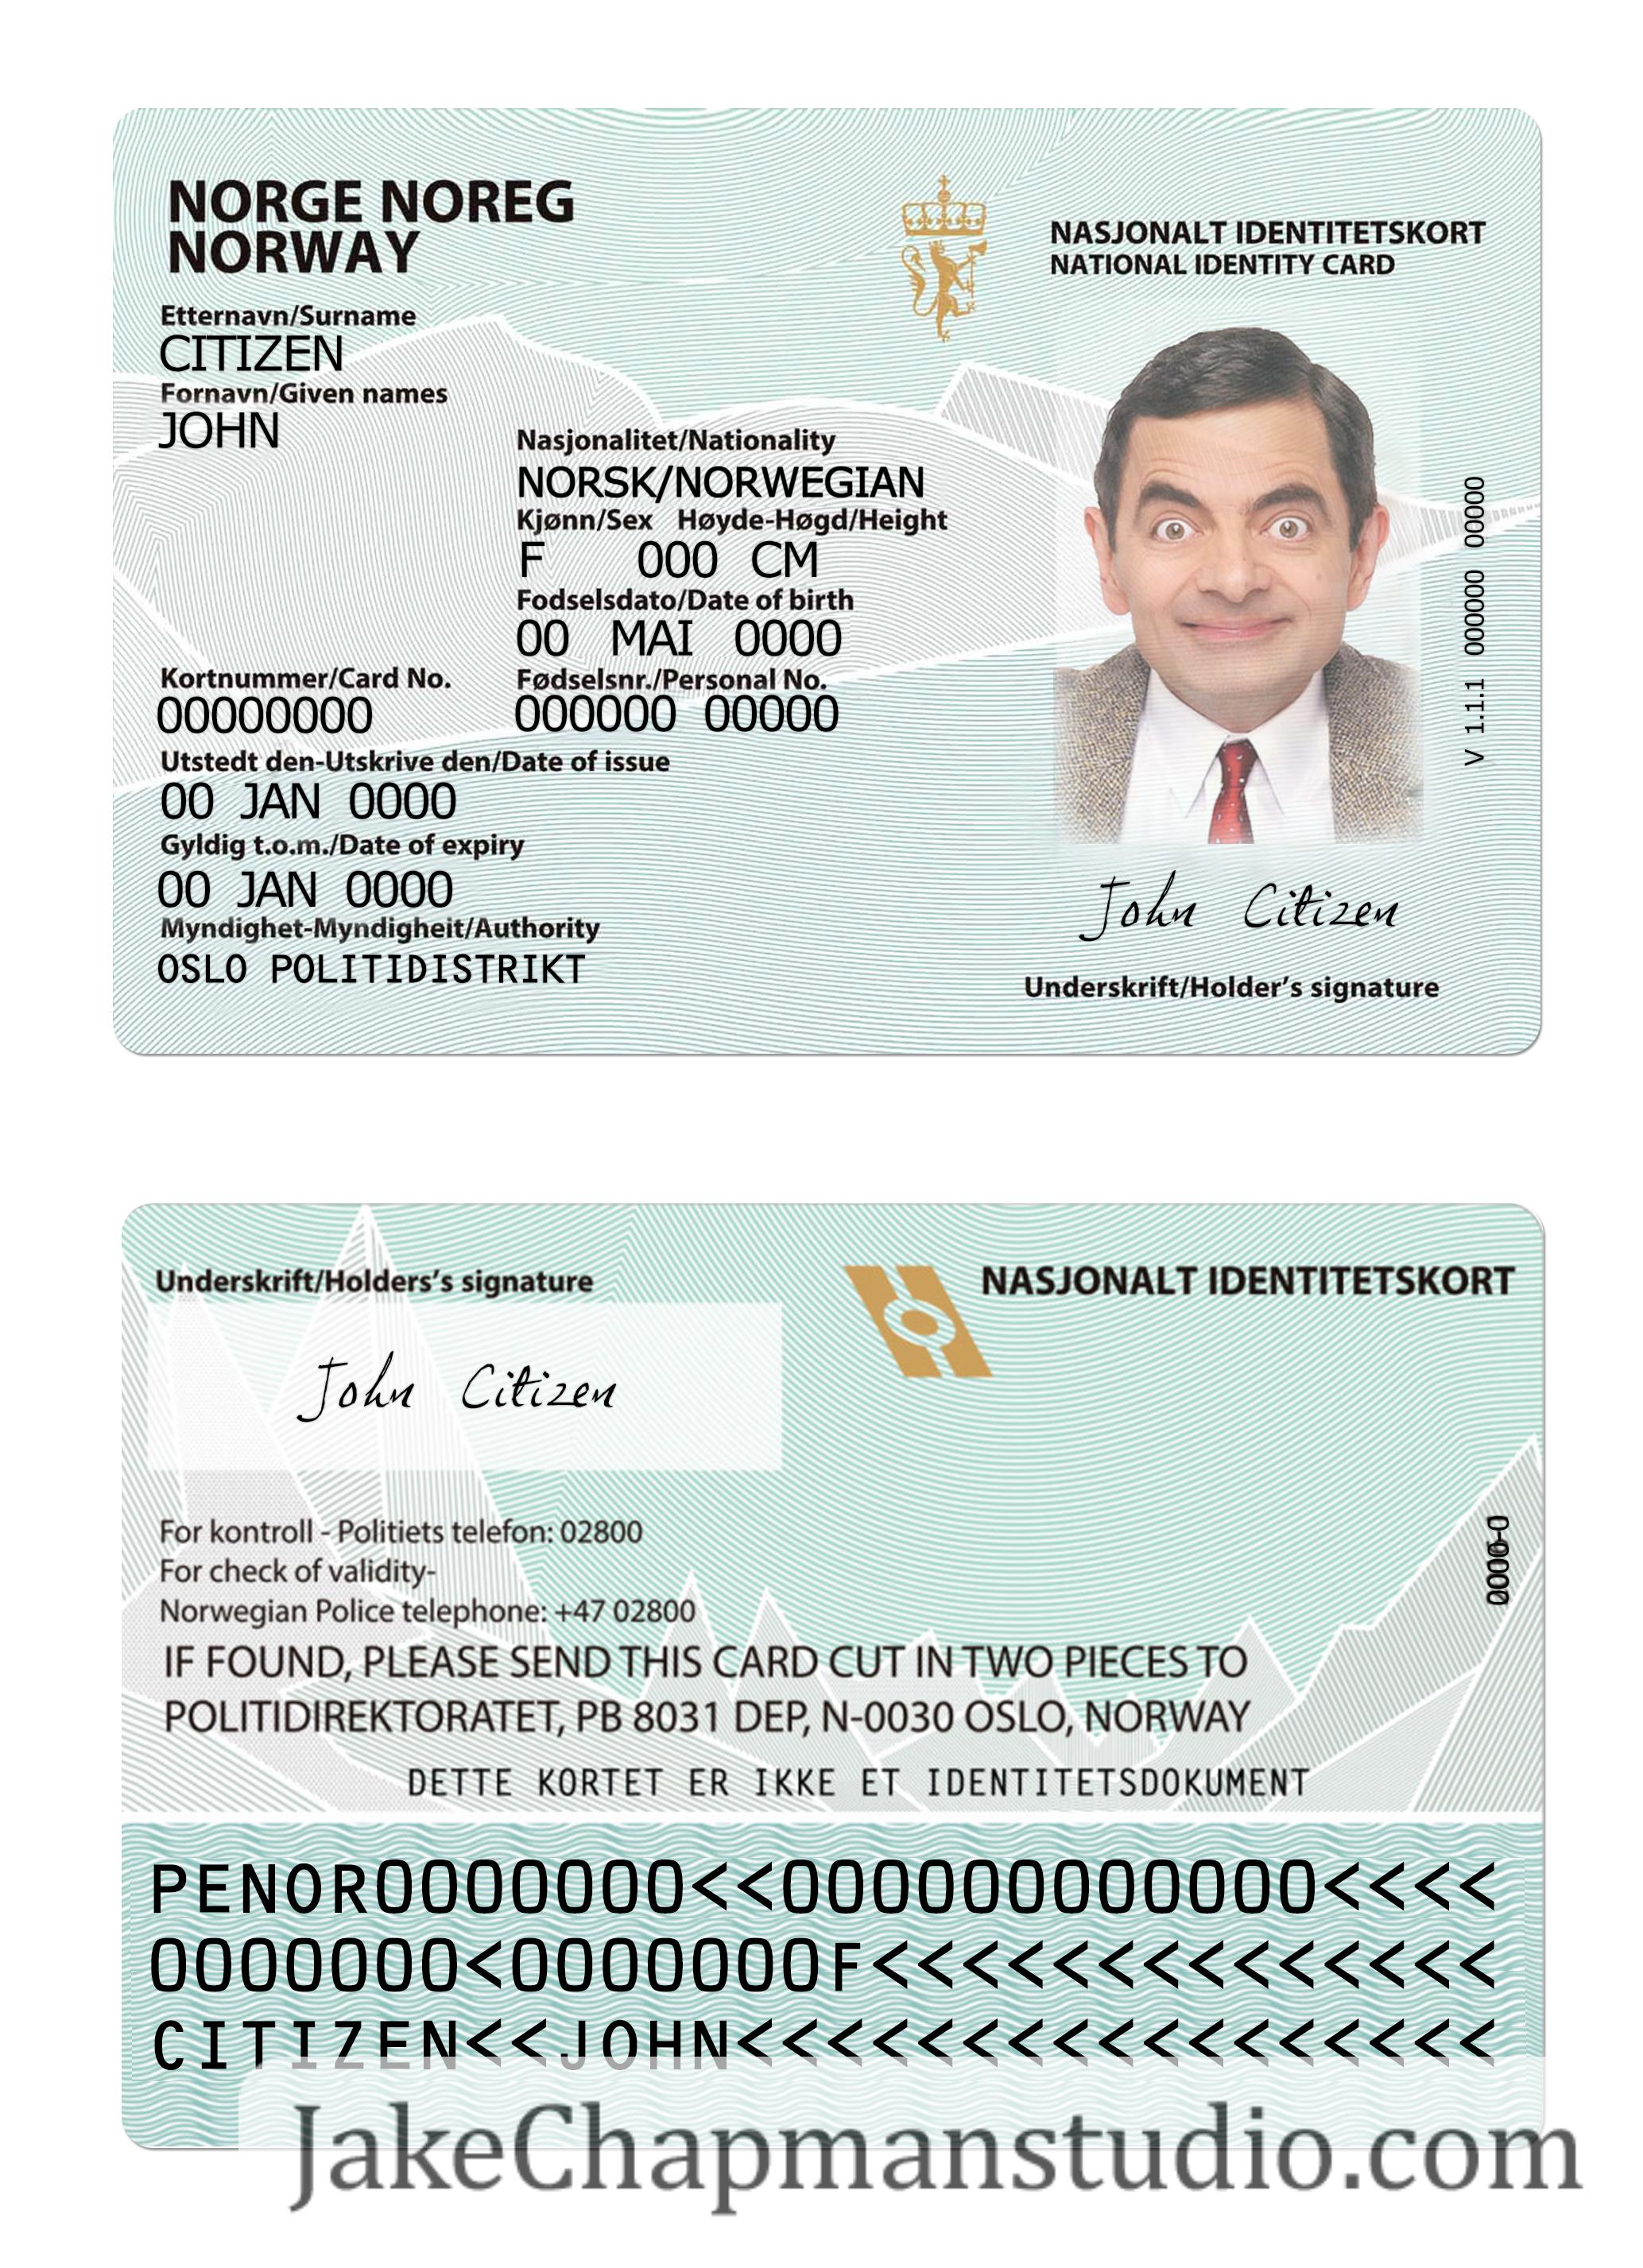 NORGE NOREG
NORWAY
NASJONALT IDENTITETSKORT
NATIONAL IDENTITY CARD
Etternavn/Surname
CITIZEN
Fornavn/Given names
JOHN
Nasjonalitet/Nationality
NORSK/NORWEGIAN
Kjønn/Sex Høyde-Høgd/Height
F 000 CM
Fodselsdato/Date of birth
00 MAI 0000
Kortnummer/Card No. Fødselsnr./Personal No.
00000000 000000 00000
Utstedt den-Utskrive den/Date of issue
00 JAN 0000
Gyldig t.o.m./Date of expiry
00 JAN 0000
Myndighet-Myndigheit/Authority
OSLO POLITIDISTRIKT
V 1.1.1 000000 00000
John Citizen
Underskrift/Holder's signature
Underskrift/Holders's signature
NASJONALT IDENTITETSKORT
John Citizen
For kontroll - Politiets telefon: 02800
For check of validity-
Norwegian Police telephone: +47 02800
IF FOUND, PLEASE SEND THIS CARD CUT IN TWO PIECES TO
POLITIDIREKTORATET, PB 8031 DEP, N-0030 OSLO, NORWAY
DETTE KORTET ER IKKE ET IDENTITETSDOKUMENT
PENOR0000000<<000000000000<<<<
0000000<0000000F<<<<<<<<<<<<<<
CITIZEN<<JOHN<<<<<<<<<<<<<<<<<
JakeChapmanstudio.com